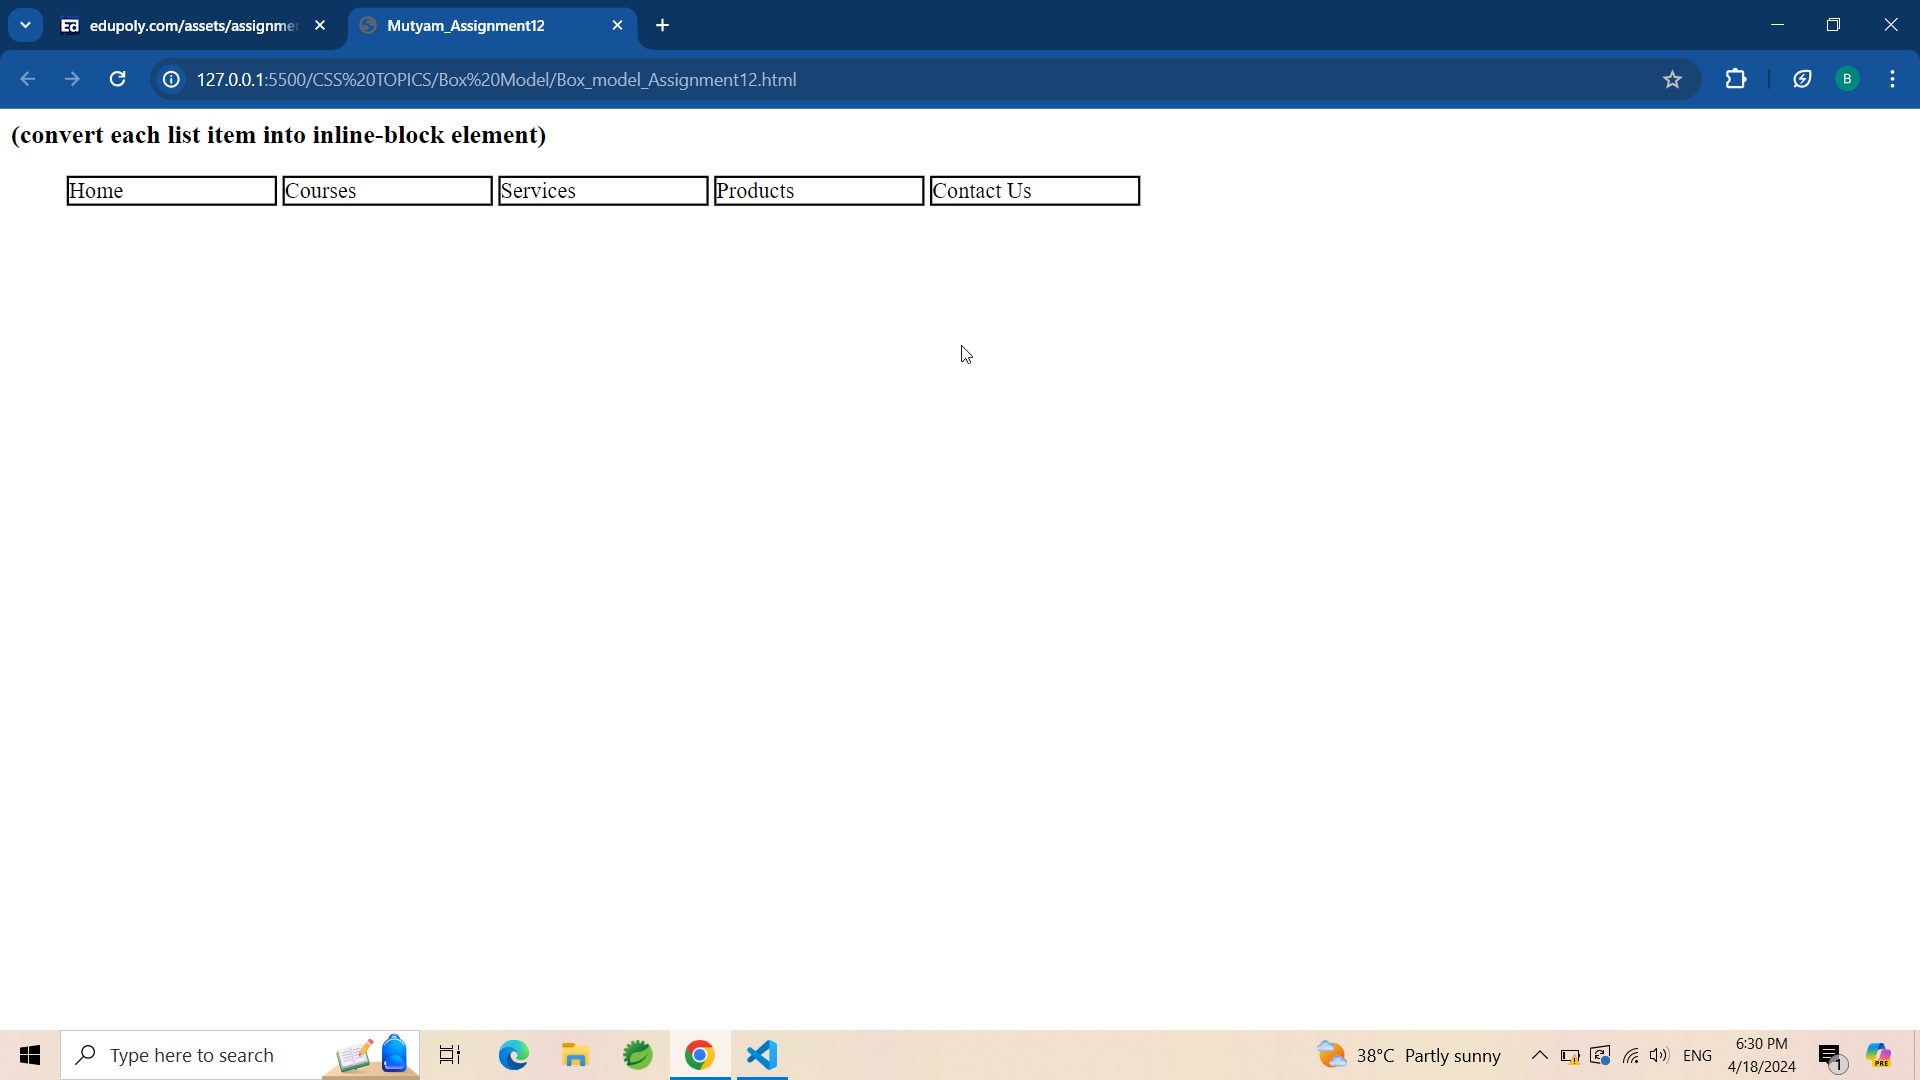 edupoly.com/assets/assignme
Mutyam_Assignment12
127.0.0.1:5500/CSS%20TOPICS/Box%20Model/Box_model_Assignment12.html
B
(convert each list item into inline-block element)
Home Courses Services Products Contact Us
Type here to search
38°C Partly sunny
ENG
6:30 PM
4/18/2024
1
PRE